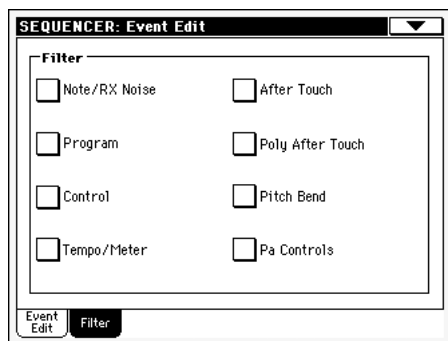 SEQUENCER: Event Edit
Filter
Note/RX Noise
After Touch
Program
Poly After Touch
Control
Pitch Bend
Tempo/Meter
Pa Controls
Event
Edit
Filter